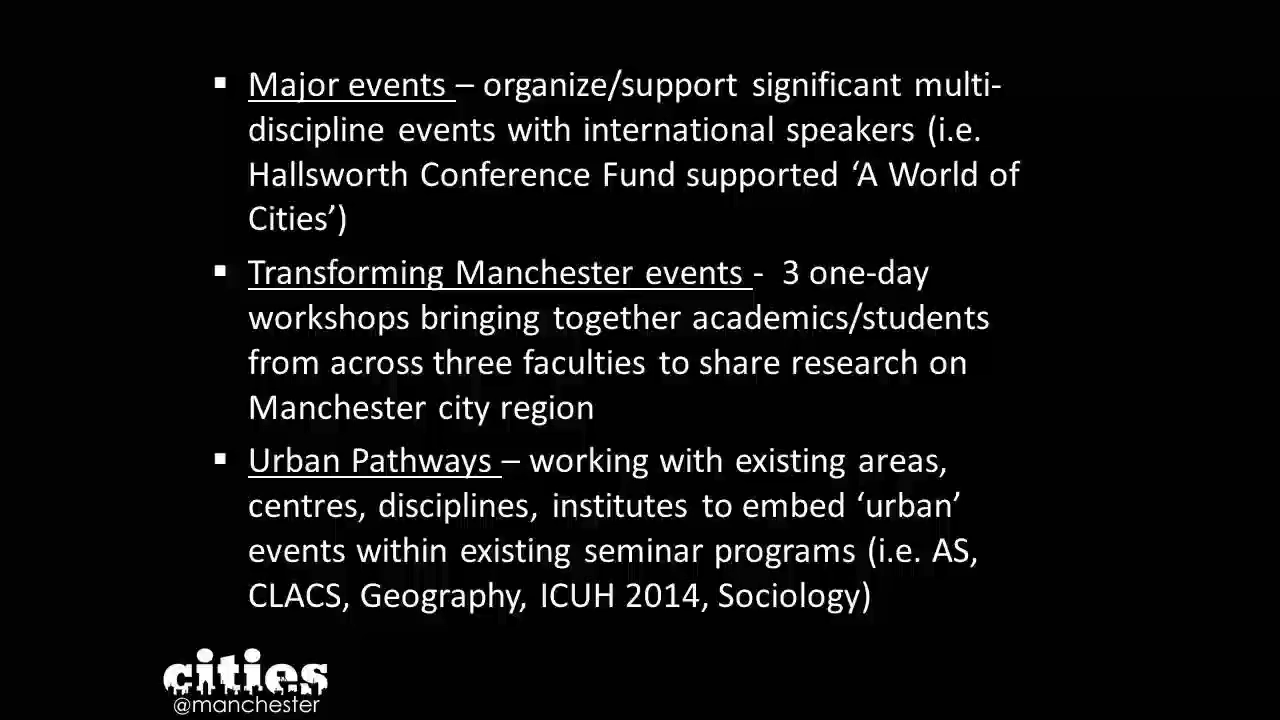 ▪ Major events – organize/support significant multi-
discipline events with international speakers (i.e.
Hallsworth Conference Fund supported ‘A World of
Cities’)
▪ Transforming Manchester events - 3 one-day
workshops bringing together academics/students
from across three faculties to share research on
Manchester city region
▪ Urban Pathways – working with existing areas,
centres, disciplines, institutes to embed ‘urban’
events within existing seminar programs (i.e. AS,
CLACS, Geography, ICUH 2014, Sociology)
cities
@manchester